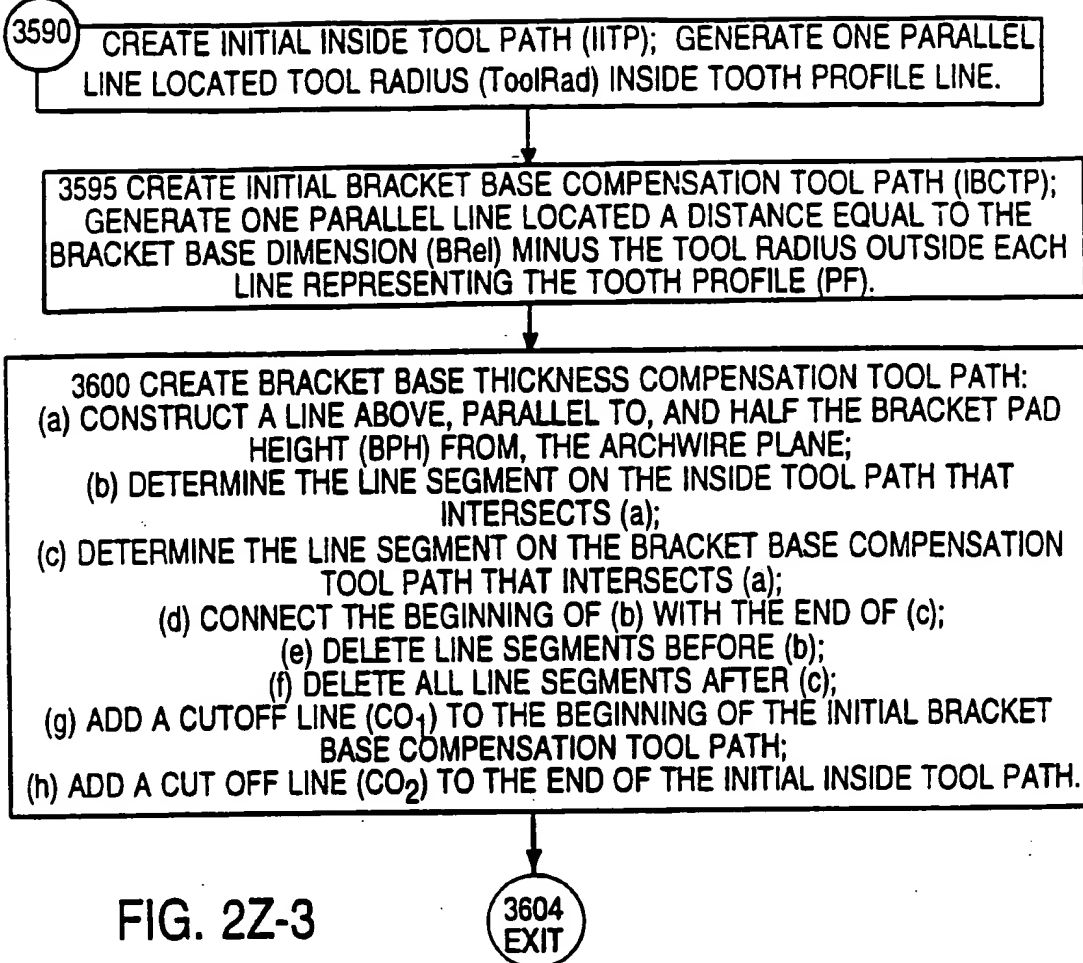 3590
CREATE INITIAL INSIDE TOOL PATH (IITP); GENERATE ONE PARALLEL
LINE LOCATED TOOL RADIUS (ToolRad) INSIDE TOOTH PROFILE LINE.
3595 CREATE INITIAL BRACKET BASE COMPENSATION TOOL PATH (IBCTP);
GENERATE ONE PARALLEL LINE LOCATED A DISTANCE EQUAL TO THE
BRACKET BASE DIMENSION (BRel) MINUS THE TOOL RADIUS OUTSIDE EACH
LINE REPRESENTING THE TOOTH PROFILE (PF).
3600 CREATE BRACKET BASE THICKNESS COMPENSATION TOOL PATH:
(a) CONSTRUCT A LINE ABOVE, PARALLEL TO, AND HALF THE BRACKET PAD
HEIGHT (BPH) FROM, THE ARCHWIRE PLANE;
(b) DETERMINE THE LINE SEGMENT ON THE INSIDE TOOL PATH THAT
INTERSECTS (a);
(c) DETERMINE THE LINE SEGMENT ON THE BRACKET BASE COMPENSATION
TOOL PATH THAT INTERSECTS (a);
(d) CONNECT THE BEGINNING OF (b) WITH THE END OF (c);
(e) DELETE LINE SEGMENTS BEFORE (b);
(f) DELETE ALL LINE SEGMENTS AFTER (c);
(g) ADD A CUTOFF LINE (CO1) TO THE BEGINNING OF THE INITIAL BRACKET
BASE COMPENSATION TOOL PATH;
(h) ADD A CUT OFF LINE (CO2) TO THE END OF THE INITIAL INSIDE TOOL PATH.
3604
EXIT
FIG. 2Z-3